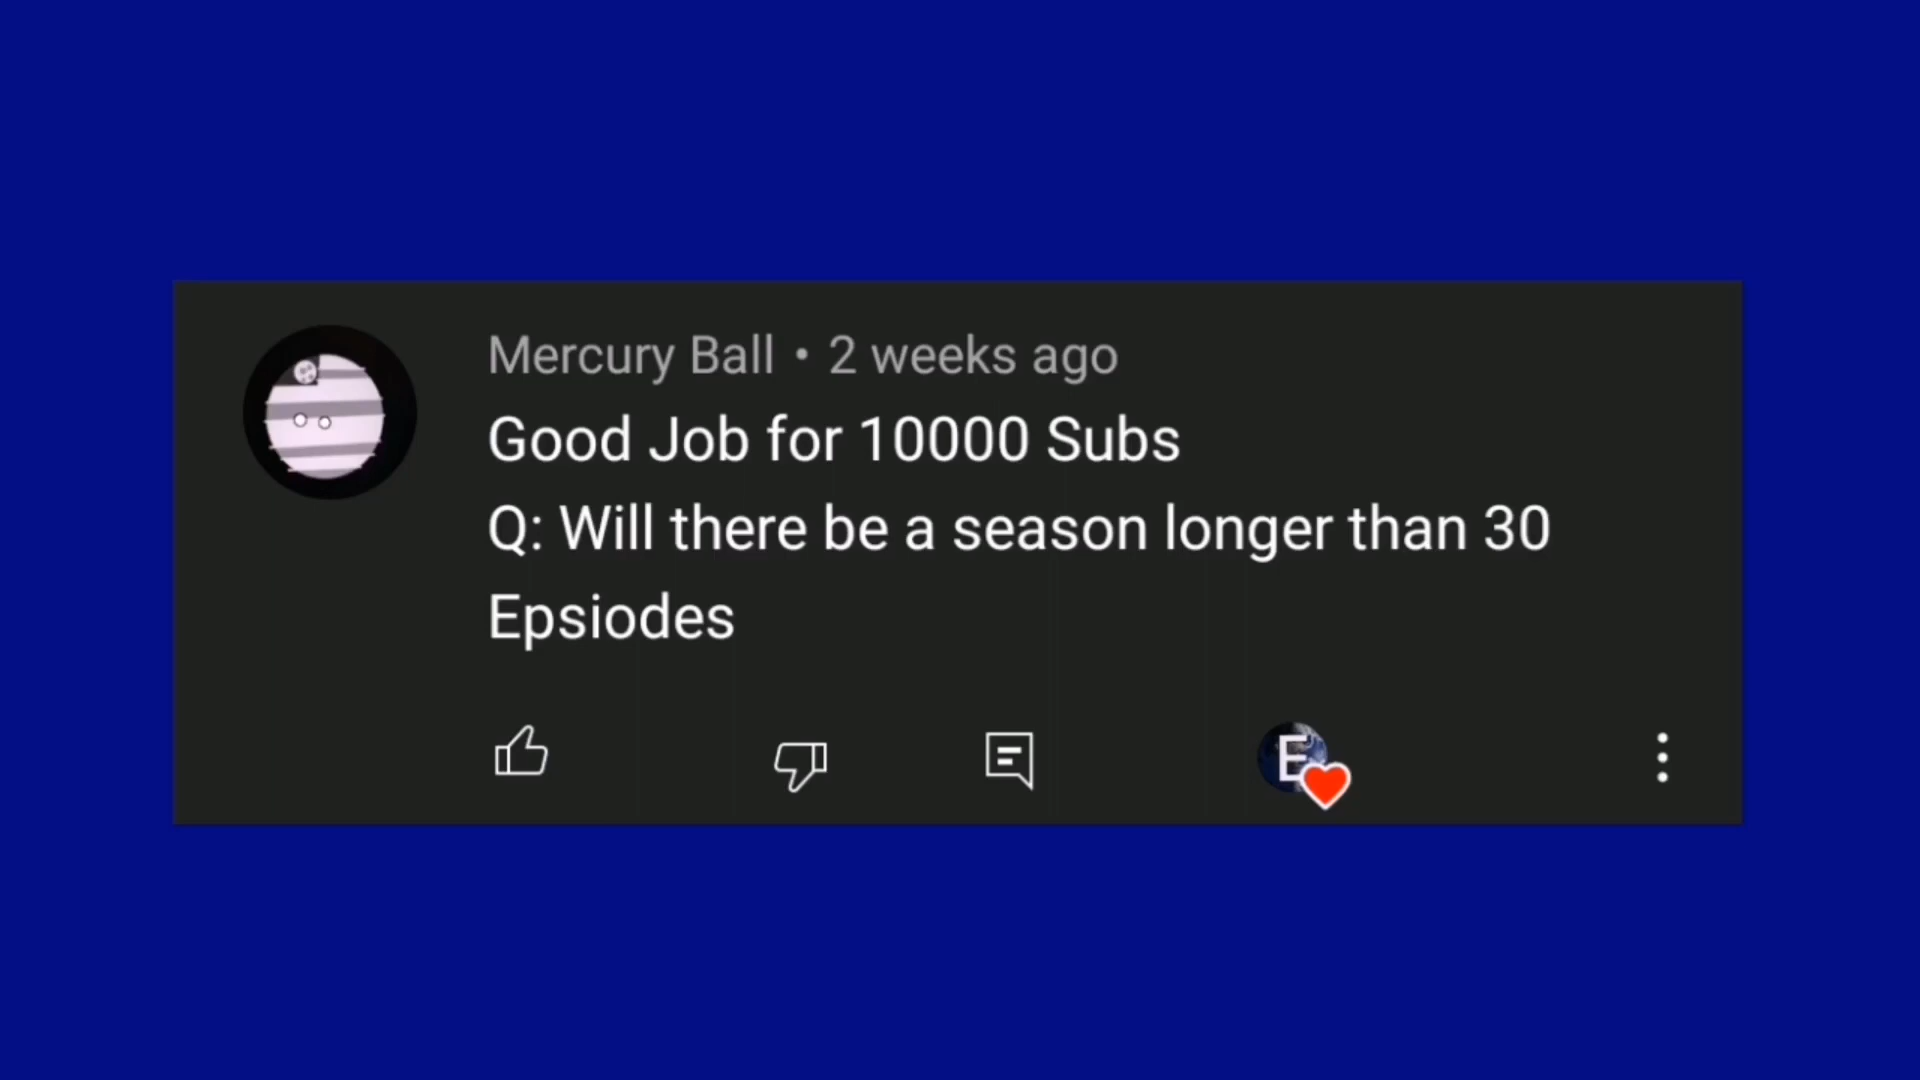 Mercury Ball • 2 weeks ago
Good Job for 10000 Subs
Q: Will there be a season longer than 30
Epsiodes
E